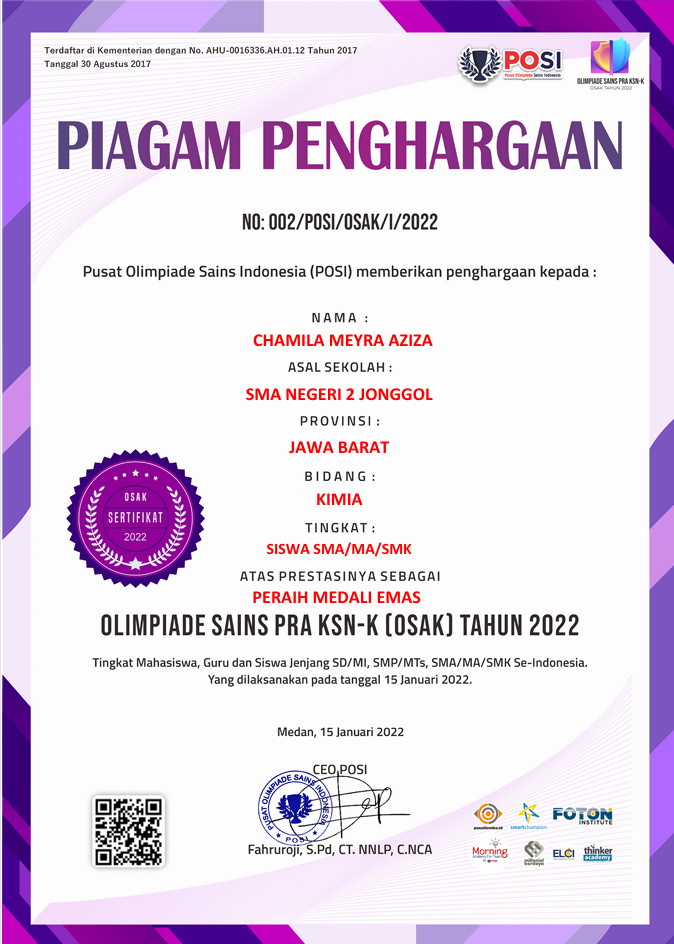 Terdaftar di Kementerian dengan No. AHU-0016336.AH.01.12 Tahun 2017
Tanggal 30 Agustus 2017
POSI
Pusat Olimpiade Sains Indonesia
OLIMPIADE SAINS PRA KSN-K
OSAK TAHUN 2022
PIAGAM PENGHARGAAN
NO: 002/POSI/OSAK/I/2022
Pusat Olimpiade Sains Indonesia (POSI) memberikan penghargaan kepada :
NAMA :
CHAMILA MEYRA AZIZA
ASAL SEKOLAH :
SMA NEGERI 2 JONGGOL
PROVINSI :
JAWA BARAT
BIDANG :
KIMIA
TINGKAT :
SISWA SMA/MA/SMK
ATAS PRESTASINYA SEBAGAI
PERAIH MEDALI EMAS
OSAK
SERTIFIKAT
2022
OLIMPIADE SAINS PRA KSN-K (OSAK) TAHUN 2022
Tingkat Mahasiswa, Guru dan Siswa Jenjang SD/MI, SMP/MTs, SMA/MA/SMK Se-Indonesia.
Yang dilaksanakan pada tanggal 15 Januari 2022.
Medan, 15 Januari 2022
CEO POSI
PUSAT OLIMPIADE SAINS INDONESIA
POSI
Fahruroji, S.Pd, CT. NNLP, C.NCA
pusatlomba.id
smartchampion
FOTON
INSTITUTE
Morning
milenial
berdaya
ELCI
thinker
academy